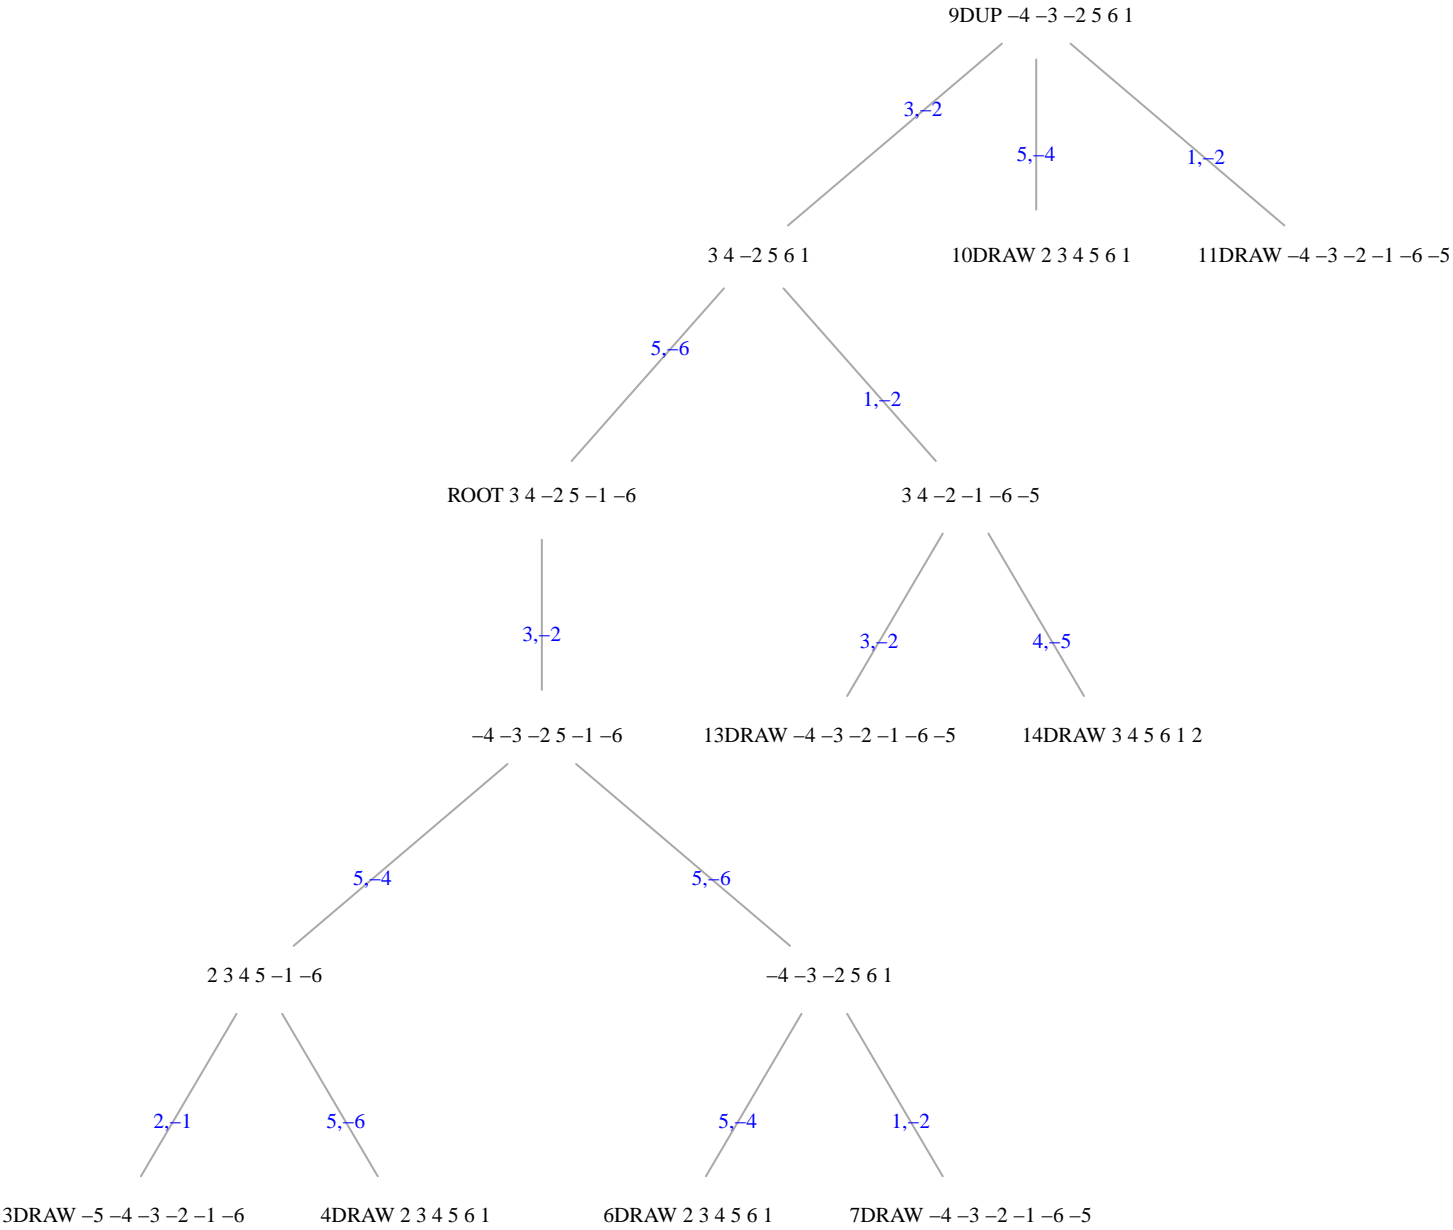 9DUP –4 –3 –2 5 6 1
3,–2
5,–4
1,–2
3 4 –2 5 6 1
10DRAW 2 3 4 5 6 1
11DRAW –4 –3 –2 –1 –6 –5
5,–6
1,–2
ROOT 3 4 –2 5 –1 –6
3 4 –2 –1 –6 –5
3,–2
3,–2
4,–5
–4 –3 –2 5 –1 –6
13DRAW –4 –3 –2 –1 –6 –5
14DRAW 3 4 5 6 1 2
5,–4
5,–6
2 3 4 5 –1 –6
–4 –3 –2 5 6 1
2,–1
5,–6
5,–4
1,–2
3DRAW –5 –4 –3 –2 –1 –6
4DRAW 2 3 4 5 6 1
6DRAW 2 3 4 5 6 1
7DRAW –4 –3 –2 –1 –6 –5